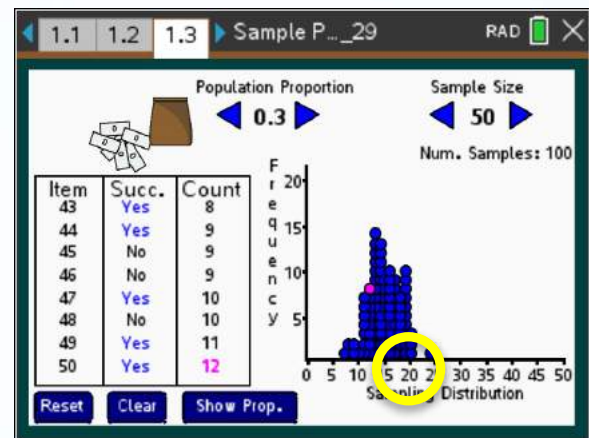 1.1 1.2 1.3 Sample P..._29 RAD
Population Proportion
0.3
Sample Size
50
Num. Samples: 100
Item Succ. Count
43 Yes 8
44 Yes 9
45 No 9
46 No 9
47 Yes 10
48 No 10
49 Yes 11
50 Yes 12
Reset Clear Show Prop.
Frequency
20
15
10
5
0 5 10 15 20 25 30 35 40 45 50
Sampling Distribution